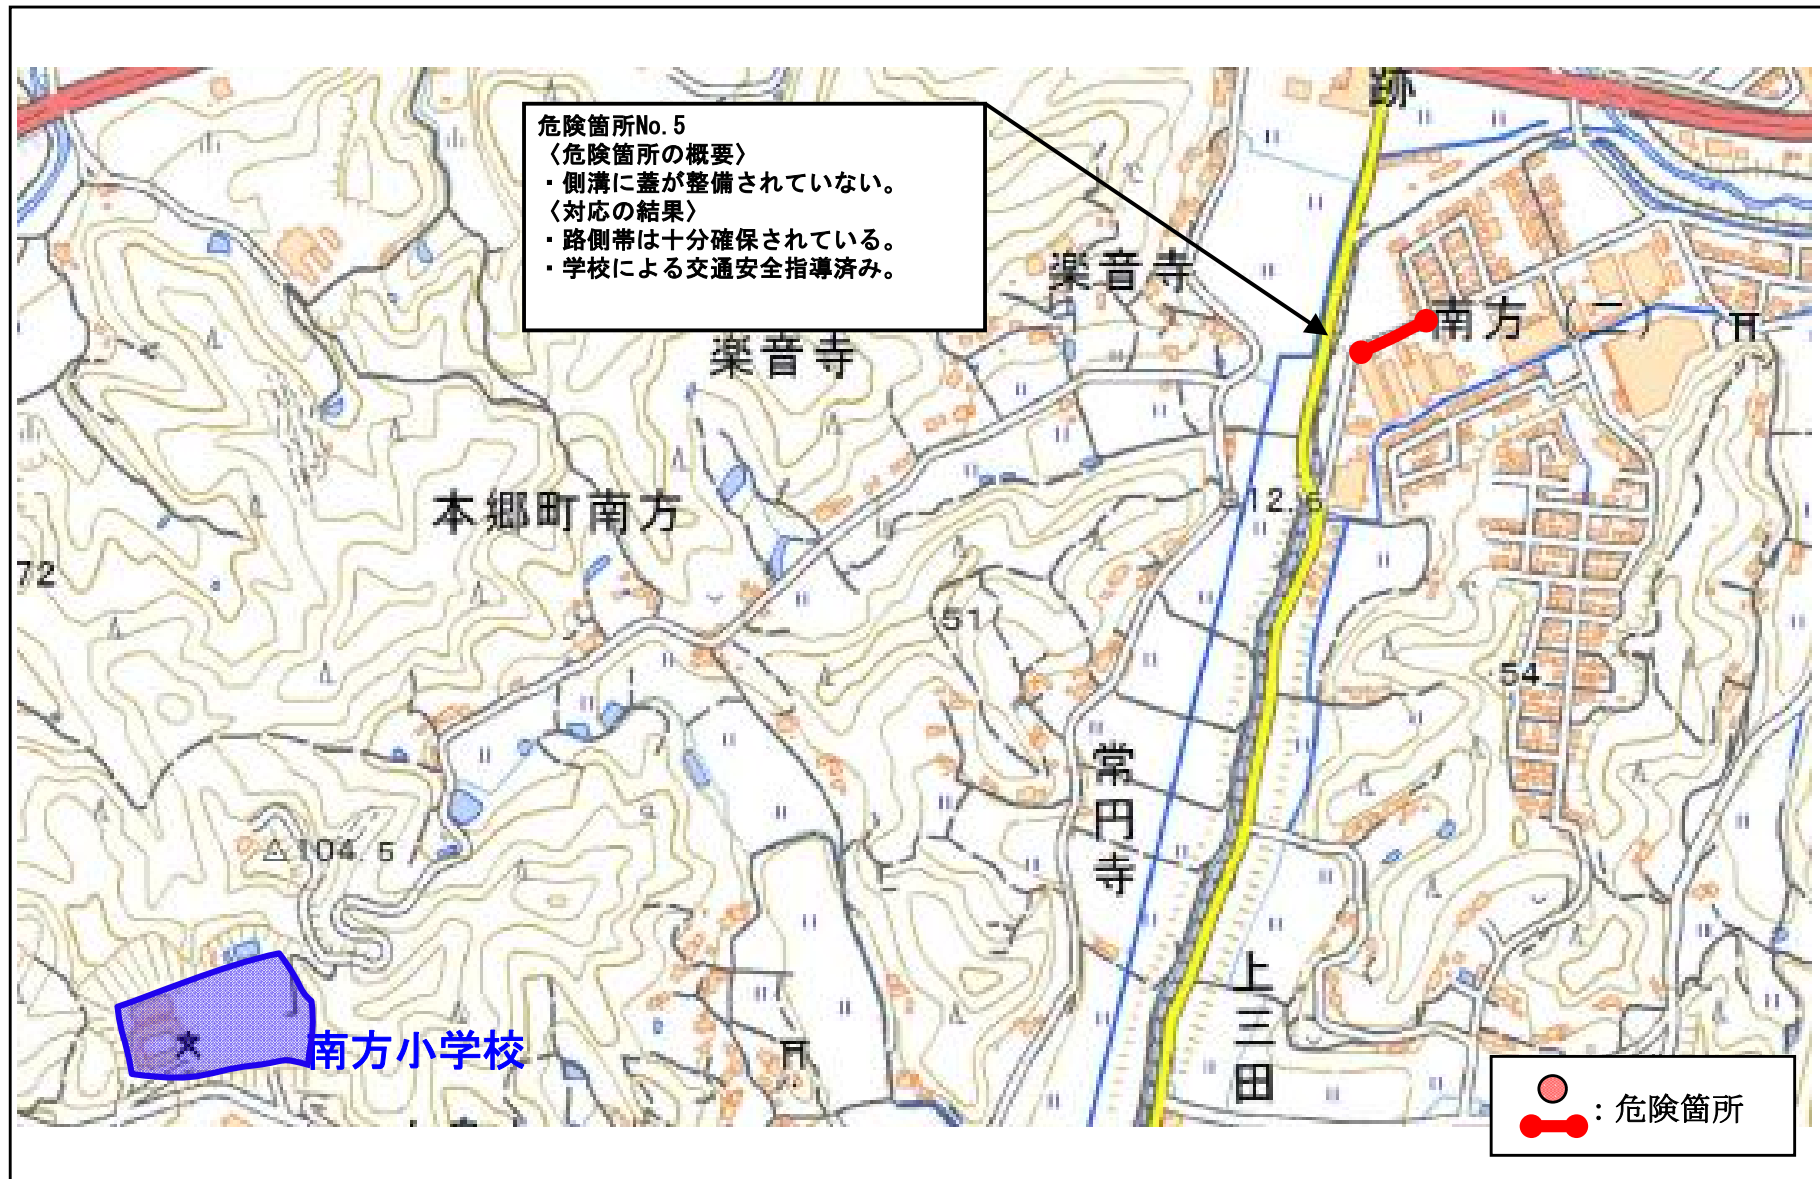 跡
危険箇所No.5
〈危険箇所の概要〉
・側溝に蓋が整備されていない。
〈対応の結果〉
・路側帯は十分確保されている。
・学校による交通安全指導済み。
楽音寺
南方
楽音寺
本郷町南方
12.5
72
51
54
常円寺
104.5
上三田
南方小学校
：危険箇所